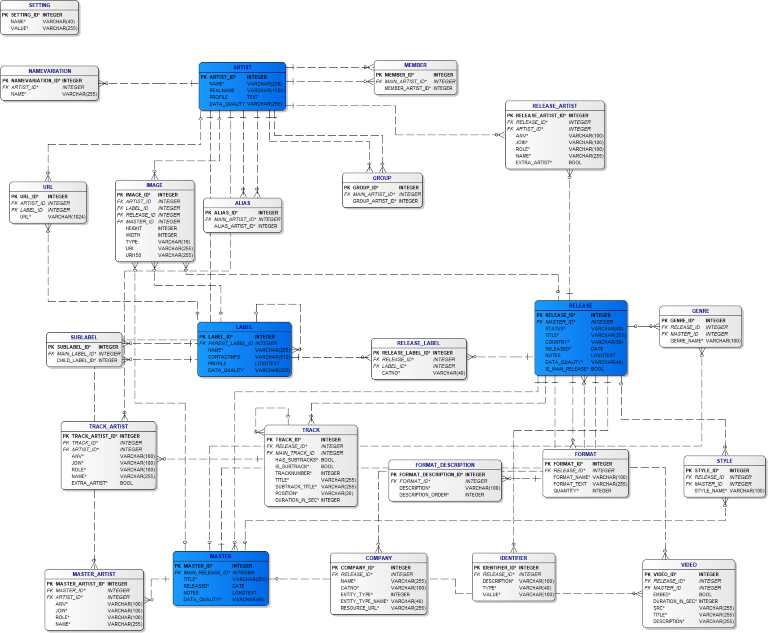 SETTING
PK SETTING_ID* INTEGER
NAME* VARCHAR(40)
VALUE* VARCHAR(255)
NAMEVARIATION
PK NAMEVARIATION_ID* INTEGER
FK ARTIST_ID* INTEGER
NAME* VARCHAR(255)
ARTIST
PK ARTIST_ID* INTEGER
NAME* VARCHAR(255)
REALNAME VARCHAR(1024)
PROFILE TEXT
DATA_QUALITY* VARCHAR(255)
MEMBER
PK MEMBER_ID* INTEGER
FK MAIN_ARTIST_ID* INTEGER
MEMBER_ARTIST_ID* INTEGER
RELEASE_ARTIST
PK RELEASE_ARTIST_ID* INTEGER
FK RELEASE_ID* INTEGER
FK ARTIST_ID* INTEGER
ANV* VARCHAR(100)
JOIN* VARCHAR(100)
ROLE* VARCHAR(100)
NAME* VARCHAR(255)
EXTRA_ARTIST* BOOL
URL
PK URL_ID* INTEGER
FK ARTIST_ID INTEGER
FK LABEL_ID INTEGER
URL* VARCHAR(1024)
IMAGE
PK IMAGE_ID* INTEGER
FK ARTIST_ID INTEGER
FK LABEL_ID INTEGER
FK RELEASE_ID INTEGER
FK MASTER_ID INTEGER
HEIGHT INTEGER
WIDTH INTEGER
TYPE VARCHAR(16)
URI VARCHAR(255)
URI150 VARCHAR(255)
ALIAS
PK ALIAS_ID* INTEGER
FK MAIN_ARTIST_ID* INTEGER
ALIAS_ARTIST_ID* INTEGER
GROUP
PK GROUP_ID* INTEGER
FK MAIN_ARTIST_ID* INTEGER
GROUP_ARTIST_ID* INTEGER
LABEL
PK LABEL_ID* INTEGER
FK PARENT_LABEL_ID INTEGER
NAME* VARCHAR(255)
CONTACTINFO
PROFILE LONGTEXT
DATA_QUALITY VARCHAR(255)
SUBLABEL
PK SUBLABEL_ID* INTEGER
FK MAIN_LABEL_ID* INTEGER
CHILD_LABEL_ID* INTEGER
RELEASE_LABEL
PK RELEASE_LABEL_ID* INTEGER
FK RELEASE_ID* INTEGER
FK LABEL_ID* INTEGER
CATNO* VARCHAR(40)
RELEASE
PK RELEASE_ID* INTEGER
FK MASTER_ID* INTEGER
STATUS* VARCHAR(40)
TITLE* VARCHAR(255)
COUNTRY*
RELEASED* DATE
NOTES LONGTEXT
DATA_QUALITY* VARCHAR(40)
IS_MAIN_RELEASE* BOOL
GENRE
PK GENRE_ID* INTEGER
FK RELEASE_ID INTEGER
FK MASTER_ID INTEGER
GENRE_NAME* VARCHAR(100)
TRACK_ARTIST
PK TRACK_ARTIST_ID* INTEGER
FK TRACK_ID* INTEGER
FK ARTIST_ID* INTEGER
ANV* VARCHAR(100)
JOIN* VARCHAR(100)
ROLE* VARCHAR(100)
NAME* VARCHAR(255)
EXTRA_ARTIST* BOOL
TRACK
PK TRACK_ID* INTEGER
FK RELEASE_ID* INTEGER
FK MAIN_TRACK_ID INTEGER
HAS_SUBTRACKS* BOOL
IS_SUBTRACK* BOOL
TRACKNUMBER INTEGER
TITLE* VARCHAR(255)
SUBTRACK_TITLE* VARCHAR(255)
POSITION* VARCHAR(20)
DURATION_IN_SEC* INTEGER
FORMAT_DESCRIPTION
PK FORMAT_DESCRIPTION_ID* INTEGER
FK FORMAT_ID* INTEGER
DESCRIPTION* VARCHAR(100)
DESCRIPTION_ORDER* INTEGER
FORMAT
PK FORMAT_ID* INTEGER
FK RELEASE_ID* INTEGER
FORMAT_NAME* VARCHAR(100)
FORMAT_TEXT VARCHAR(255)
QUANTITY* INTEGER
STYLE
PK STYLE_ID* INTEGER
FK RELEASE_ID INTEGER
FK MASTER_ID INTEGER
STYLE_NAME* VARCHAR(100)
MASTER_ARTIST
PK MASTER_ARTIST_ID* INTEGER
FK MASTER_ID* INTEGER
FK ARTIST_ID* INTEGER
ANV* VARCHAR(100)
JOIN* VARCHAR(100)
ROLE* VARCHAR(100)
NAME* VARCHAR(255)
MASTER
PK MASTER_ID* INTEGER
FK MAIN_RELEASE_ID* INTEGER
TITLE* VARCHAR(255)
RELEASED* DATE
NOTES LONGTEXT
DATA_QUALITY* VARCHAR(40)
COMPANY
PK COMPANY_ID* INTEGER
FK RELEASE_ID* INTEGER
NAME* VARCHAR(255)
CATNO* VARCHAR(100)
ENTITY_TYPE* INTEGER
ENTITY_TYPE_NAME* VARCHAR(40)
RESOURCE_URL* VARCHAR(255)
IDENTIFIER
PK IDENTIFIER_ID* INTEGER
FK RELEASE_ID* INTEGER
DESCRIPTION* VARCHAR(100)
TYPE* VARCHAR(40)
VALUE* VARCHAR(100)
VIDEO
PK VIDEO_ID* INTEGER
FK RELEASE_ID* INTEGER
FK MASTER_ID INTEGER
EMBED* BOOL
DURATION_IN_SEC* INTEGER
SRC* VARCHAR(255)
TITLE* VARCHAR(255)
DESCRIPTION* VARCHAR(255)